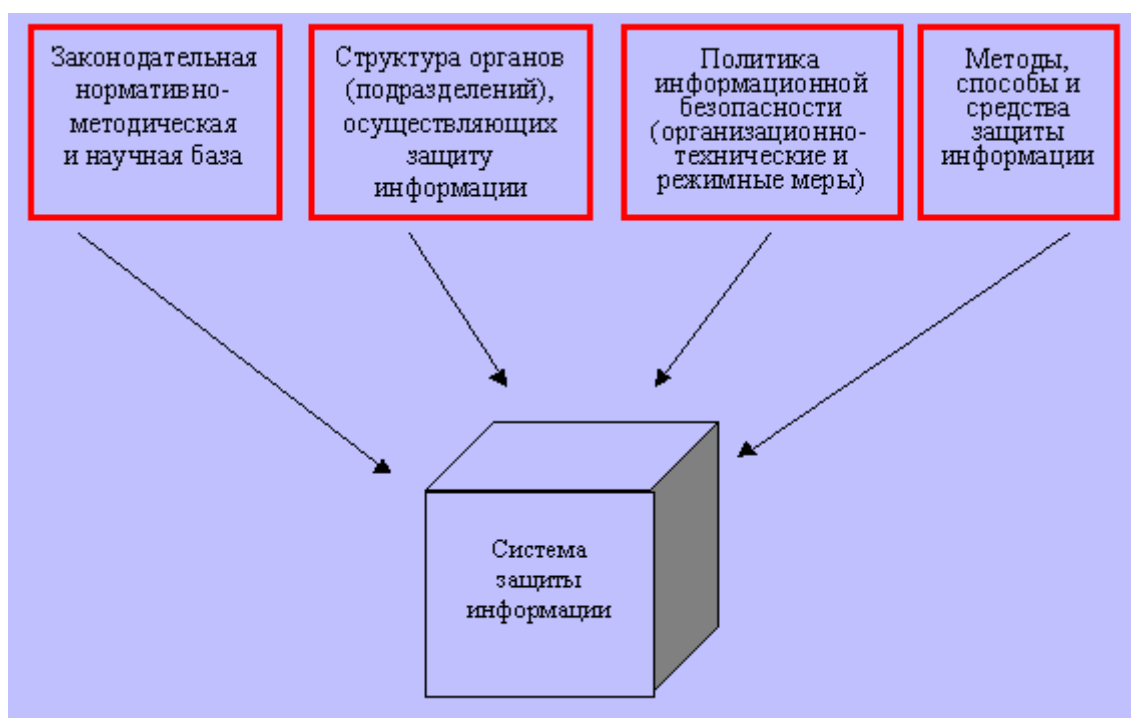 Законодательная
нормативно-
методическая
и научная база
Структура органов
(подразделений),
осуществляющих
защиту
информации
Политика
информационной
безопасности
(организационно-
технические и
режимные меры)
Методы,
способы и
средства
защиты
информации
Система
защиты
информации